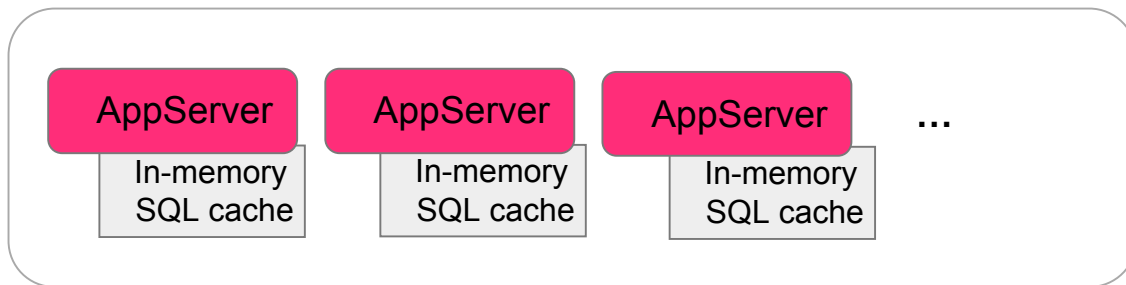 AppServer
In-memory
SQL cache
AppServer
In-memory
SQL cache
AppServer
In-memory
SQL cache
...